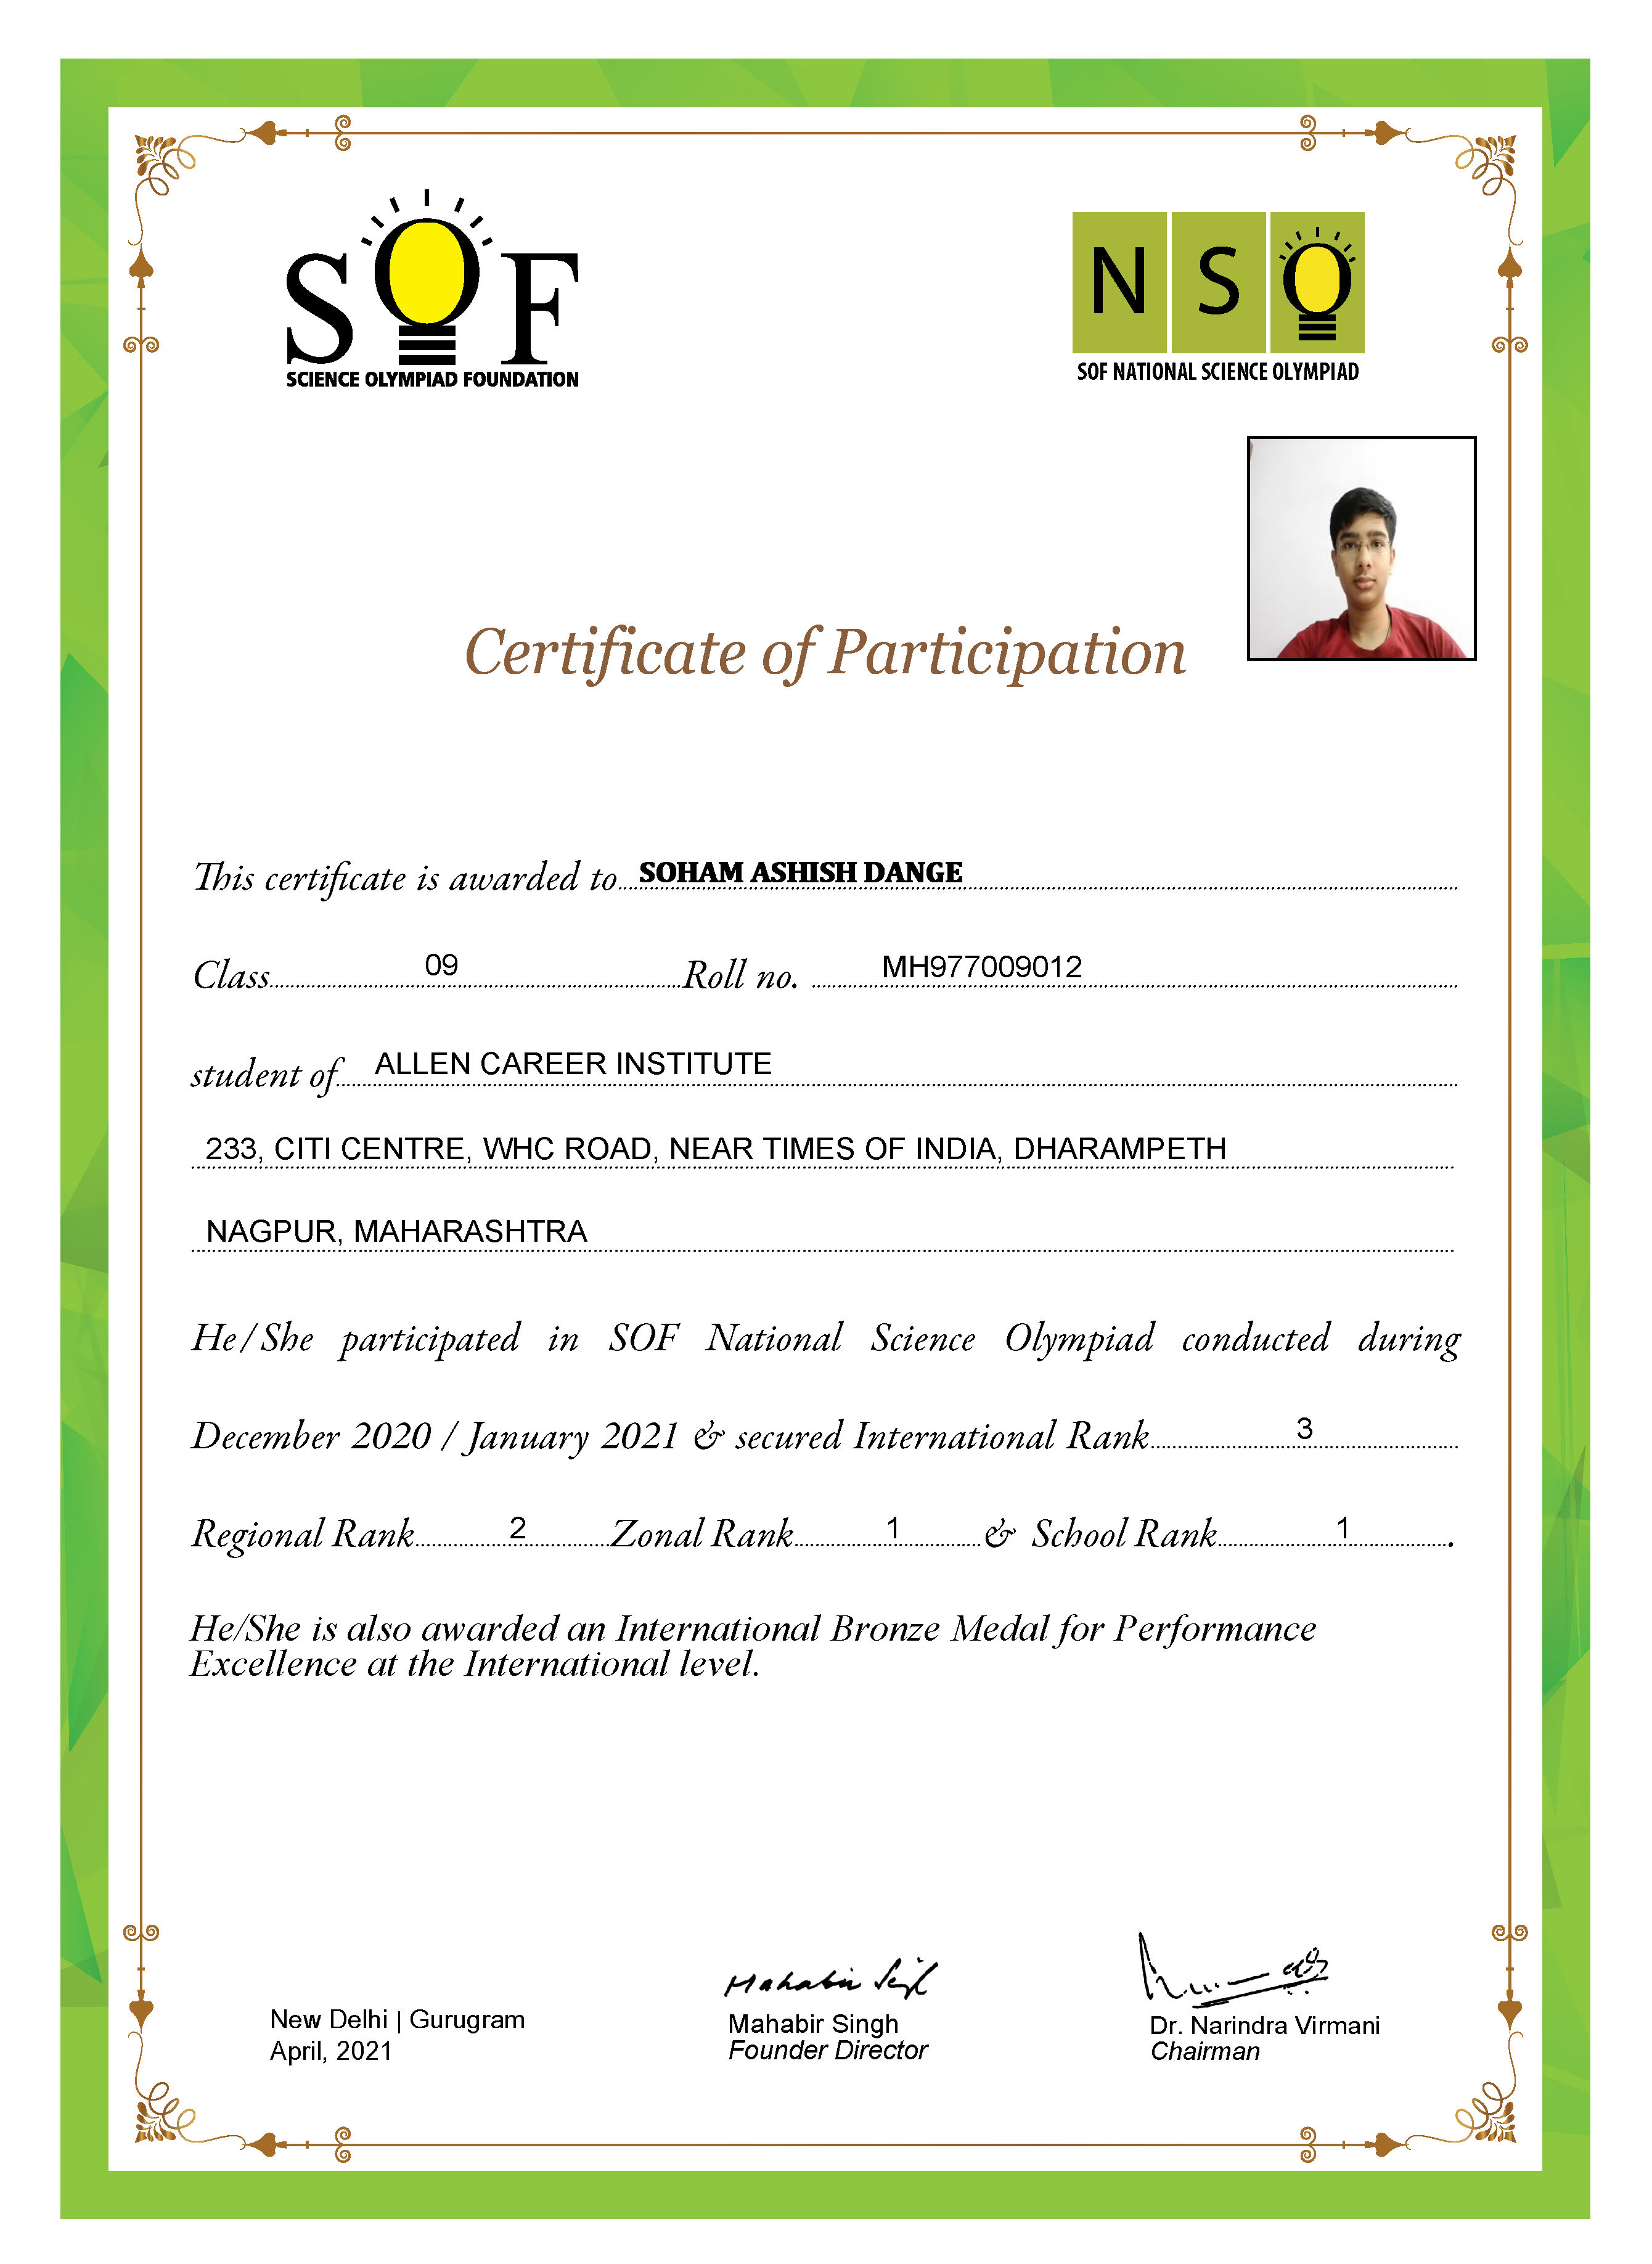 SOF
SCIENCE OLYMPIAD FOUNDATION
NSO
SOF NATIONAL SCIENCE OLYMPIAD
Certificate of Participation
This certificate is awarded to SOHAM ASHISH DANGE
Class 09 Roll no. MH977009012
student of ALLEN CAREER INSTITUTE
233, CITI CENTRE, WHC ROAD, NEAR TIMES OF INDIA, DHARAMPETH
NAGPUR, MAHARASHTRA
He/She participated in SOF National Science Olympiad conducted during
December 2020 / January 2021 & secured International Rank 3
Regional Rank 2 Zonal Rank 1 & School Rank 1.
He/She is also awarded an International Bronze Medal for Performance
Excellence at the International level.
Mahabir Singh
New Delhi | Gurugram Mahabir Singh Dr. Narindra Virmani
April, 2021 Founder Director Chairman